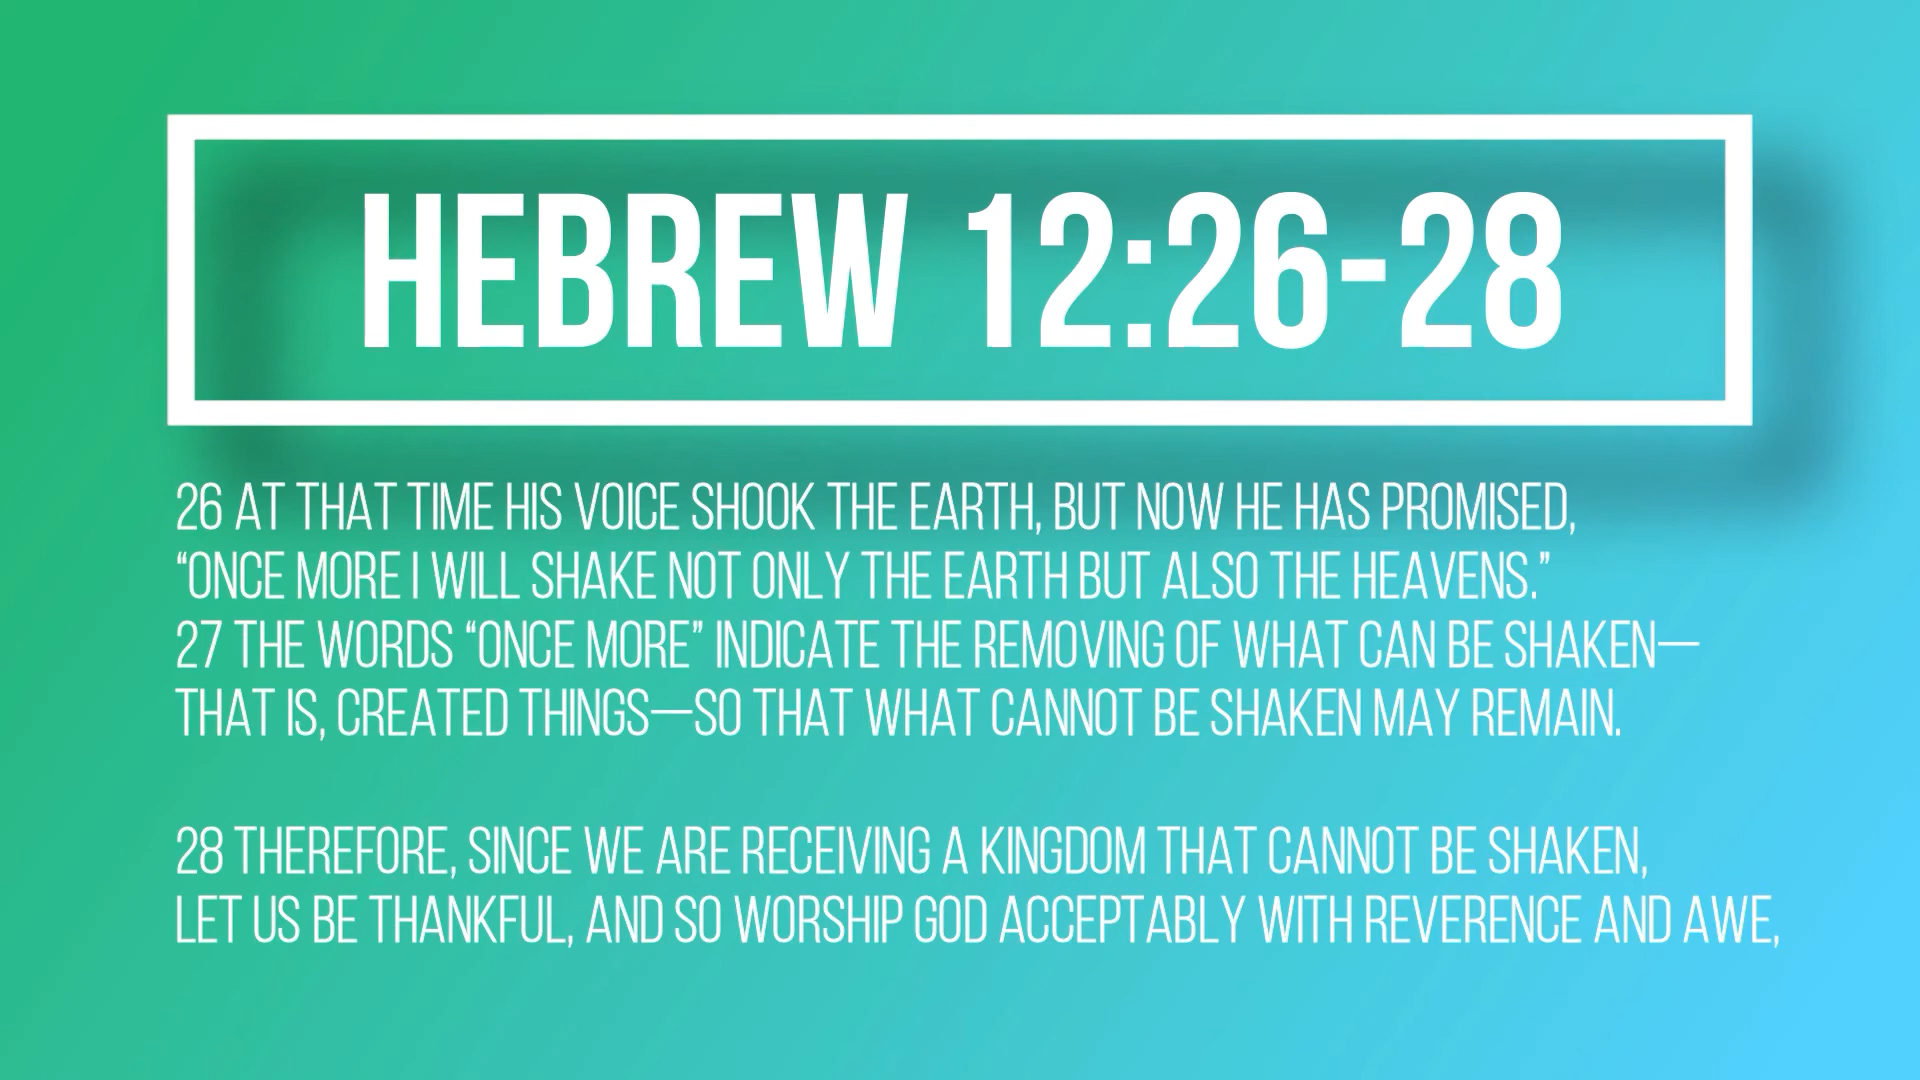 HEBREW 12:26-28
26 AT THAT TIME HIS VOICE SHOOK THE EARTH, BUT NOW HE HAS PROMISED,
“ONCE MORE I WILL SHAKE NOT ONLY THE EARTH BUT ALSO THE HEAVENS.”
27 THE WORDS “ONCE MORE” INDICATE THE REMOVING OF WHAT CAN BE SHAKEN—
THAT IS, CREATED THINGS—SO THAT WHAT CANNOT BE SHAKEN MAY REMAIN.
28 THEREFORE, SINCE WE ARE RECEIVING A KINGDOM THAT CANNOT BE SHAKEN,
LET US BE THANKFUL, AND SO WORSHIP GOD ACCEPTABLY WITH REVERENCE AND AWE,